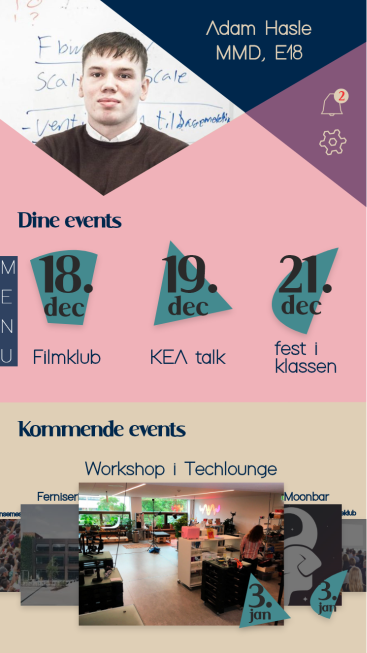 Adam Hasle
MMD, E18
2
Dine events
MENU
18.
dec
Filmklub
19.
dec
KEA talk
21.
dec
fest i
klassen
Kommende events
Workshop i Techlounge
Ferniser
Moonbar
3.
jan
3.
jan